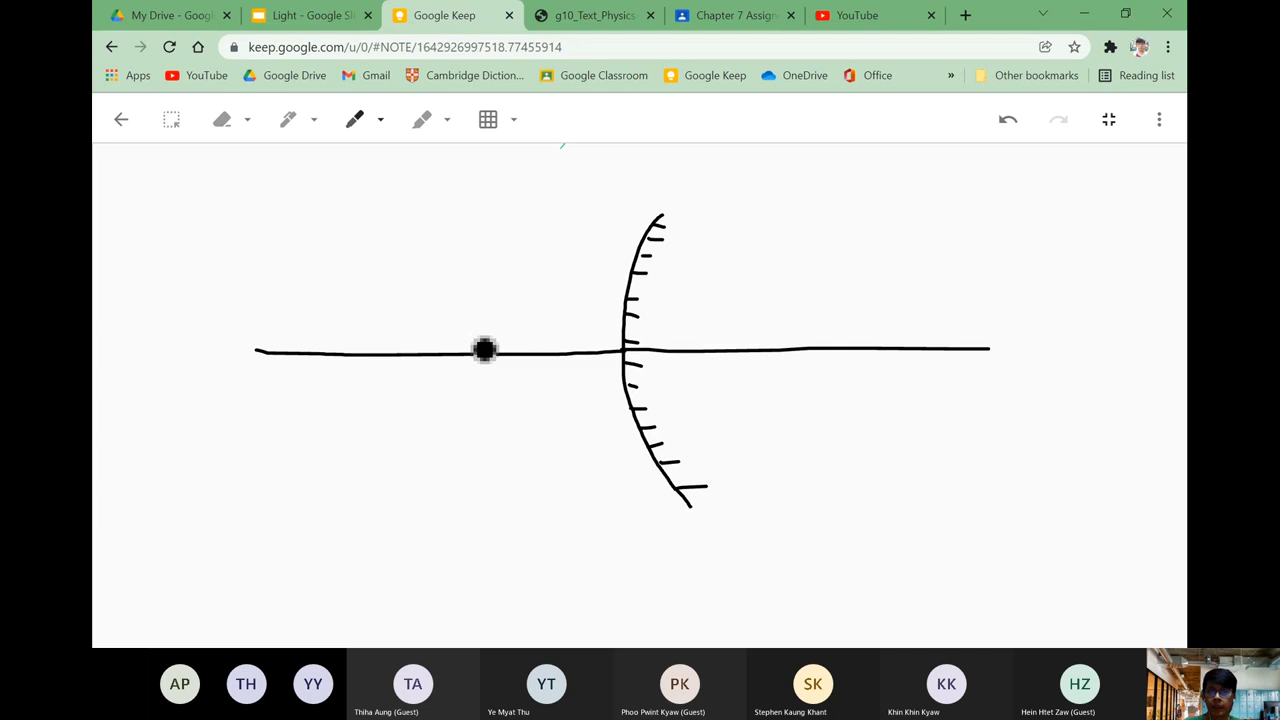 My Drive - Googl
Light - Google Sli
Google Keep
g10_Text_Physics
Chapter 7 Assign
YouTube
keep.google.com/u/0/#NOTE/1642926997518.77455914
Apps
YouTube
Google Drive
Gmail
Cambridge Diction...
Google Classroom
Google Keep
OneDrive
Office
»
Other bookmarks
Reading list
AP
TH
YY
TA
YT
PK
SK
KK
HZ
Thiha Aung (Guest)
Ye Myat Thu
Phoo Pwint Kyaw (Guest)
Stephen Kaung Khant
Khin Khin Kyaw
Hein Htet Zaw (Guest)